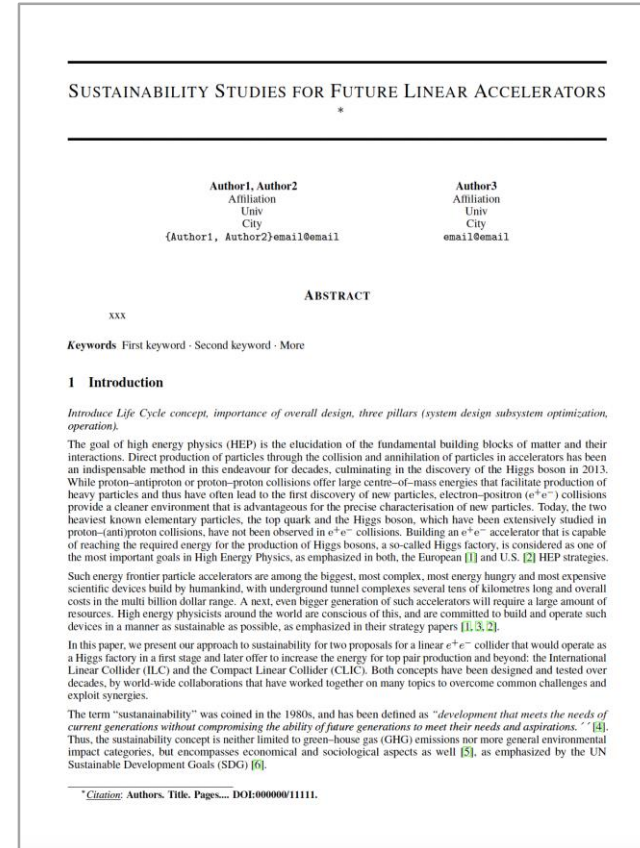 SUSTAINABILITY STUDIES FOR FUTURE LINEAR ACCELERATORS
*
Author1, Author2
Affiliation
Univ
City
{Author1, Author2}email@email
Author3
Affiliation
Univ
City
email@email
ABSTRACT
xxx
Keywords First keyword · Second keyword · More
1 Introduction
Introduce Life Cycle concept, importance of overall design, three pillars (system design subsystem optimization,
operation).
The goal of high energy physics (HEP) is the elucidation of the fundamental building blocks of matter and their
interactions. Direct production of particles through the collision and annihilation of particles in accelerators has been
an indispensable method in this endeavour for decades, culminating in the discovery of the Higgs boson in 2013.
While proton–antiproton or proton–proton collisions offer large centre–of–mass energies that facilitate production of
heavy particles and thus have often lead to the first discovery of new particles, electron–positron (e⁺e⁻) collisions
provide a cleaner environment that is advantageous for the precise characterisation of new particles. Today, the two
heaviest known elementary particles, the top quark and the Higgs boson, which have been extensively studied in
proton–(anti)proton collisions, have not been observed in e⁺e⁻ collisions. Building an e⁺e⁻ accelerator that is capable
of reaching the required energy for the production of Higgs bosons, a so-called Higgs factory, is considered as one of
the most important goals in High Energy Physics, as emphasized in both, the European [1] and U.S. [2] HEP strategies.
Such energy frontier particle accelerators are among the biggest, most complex, most energy hungry and most expensive
scientific devices build by humankind, with underground tunnel complexes several tens of kilometres long and overall
costs in the multi billion dollar range. A next, even bigger generation of such accelerators will require a large amount of
resources. High energy physicists around the world are conscious of this, and are committed to build and operate such
devices in a manner as sustainable as possible, as emphasized in their strategy papers [1, 3, 2].
In this paper, we present our approach to sustainability for two proposals for a linear e⁺e⁻ collider that would operate as
a Higgs factory in a first stage and later offer to increase the energy for top pair production and beyond: the International
Linear Collider (ILC) and the Compact Linear Collider (CLIC). Both concepts have been designed and tested over
decades, by world-wide collaborations that have worked together on many topics to overcome common challenges and
exploit synergies.
The term “sustanainability” was coined in the 1980s, and has been defined as “development that meets the needs of
current generations without compromising the ability of future generations to meet their needs and aspirations.´´ [4].
Thus, the sustainability concept is neither limited to green–house gas (GHG) emissions nor more general environmental
impact categories, but encompasses economical and sociological aspects as well [5], as emphasized by the UN
Sustainable Development Goals (SDG) [6].
*Citation: Authors. Title. Pages.... DOI:000000/11111.